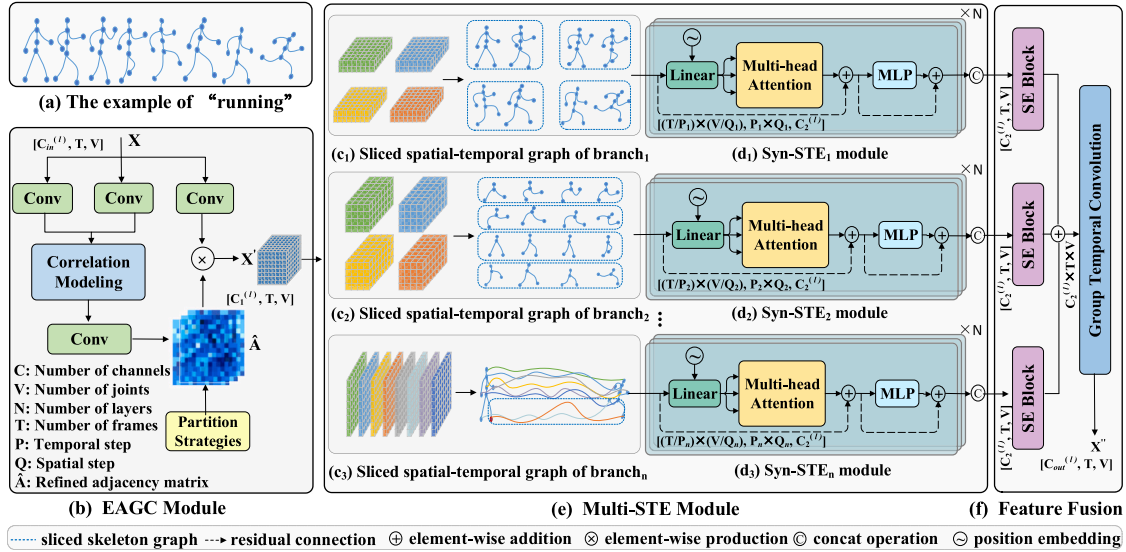 (a) The example of “running”
X
[C_in^(l), T, V]
Conv
Conv
Conv
Correlation
Modeling
X'
[C_1^(l), T, V]
Conv
Â
Partition
Strategies
C: Number of channels
V: Number of joints
N: Number of layers
T: Number of frames
P: Temporal step
Q: Spatial step
Â: Refined adjacency matrix
(b) EAGC Module
(c₁) Sliced spatial-temporal graph of branch₁
×N
Linear
Multi-head
Attention
MLP
[(T/P₁)×(V/Q₁), P₁×Q₁, C₂^(l)]
(d₁) Syn-STE₁ module
(c₂) Sliced spatial-temporal graph of branch₂
×N
Linear
Multi-head
Attention
MLP
[(T/P₂)×(V/Q₂), P₂×Q₂, C₂^(l)]
(d₂) Syn-STE₂ module
(c₃) Sliced spatial-temporal graph of branchₙ
×N
Linear
Multi-head
Attention
MLP
[(T/Pₙ)×(V/Qₙ), Pₙ×Qₙ, C₂^(l)]
(d₃) Syn-STEₙ module
(e) Multi-STE Module
C
[C₂^(l), T, V]
SE Block
C
[C₂^(l), T, V]
SE Block
C
[C₂^(l), T, V]
SE Block
C₂^(l)×T×V
Group Temporal Convolution
X''
[C_out^(l), T, V]
(f) Feature Fusion
sliced skeleton graph
residual connection
⊕ element-wise addition
⊗ element-wise production
© concat operation
position embedding